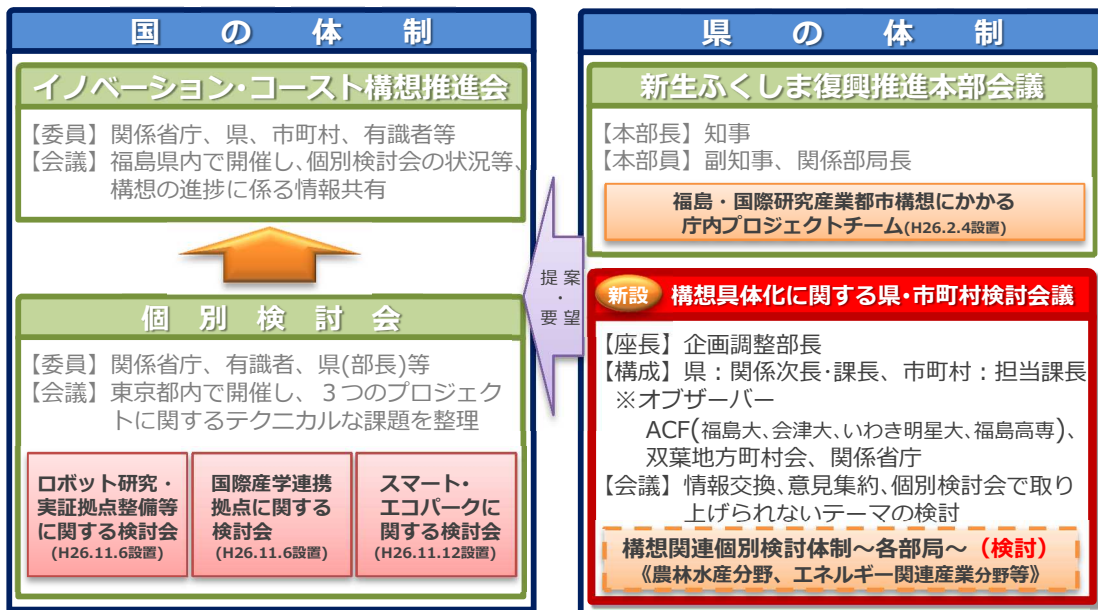 国の体制
イノベーション・コースト構想推進会
【委員】関係省庁、県、市町村、有識者等
【会議】福島県内で開催し、個別検討会の状況等、
構想の進捗に係る情報共有
個別検討会
【委員】関係省庁、有識者、県(部長)等
【会議】東京都内で開催し、３つのプロジェク
トに関するテクニカルな課題を整理
ロボット研究・
実証拠点整備等
に関する検討会
(H26.11.6設置)
国際産学連携
拠点に関する
検討会
(H26.11.6設置)
スマート・
エコパークに
関する検討会
(H26.11.12設置)
提案
・
要望
県の体制
新生ふくしま復興推進本部会議
【本部長】知事
【本部員】副知事、関係部局長
福島・国際研究産業都市構想にかかる
庁内プロジェクトチーム(H26.2.4設置)
新設 構想具体化に関する県・市町村検討会議
【座長】企画調整部長
【構成】県：関係次長・課長、市町村：担当課長
※オブザーバー
ACF(福島大、会津大、いわき明星大、福島高専)、
双葉地方町村会、関係省庁
【会議】情報交換、意見集約、個別検討会で取り
上げられないテーマの検討
構想関連個別検討体制～各部局～（検討）
《農林水産分野、エネルギー関連産業分野等》